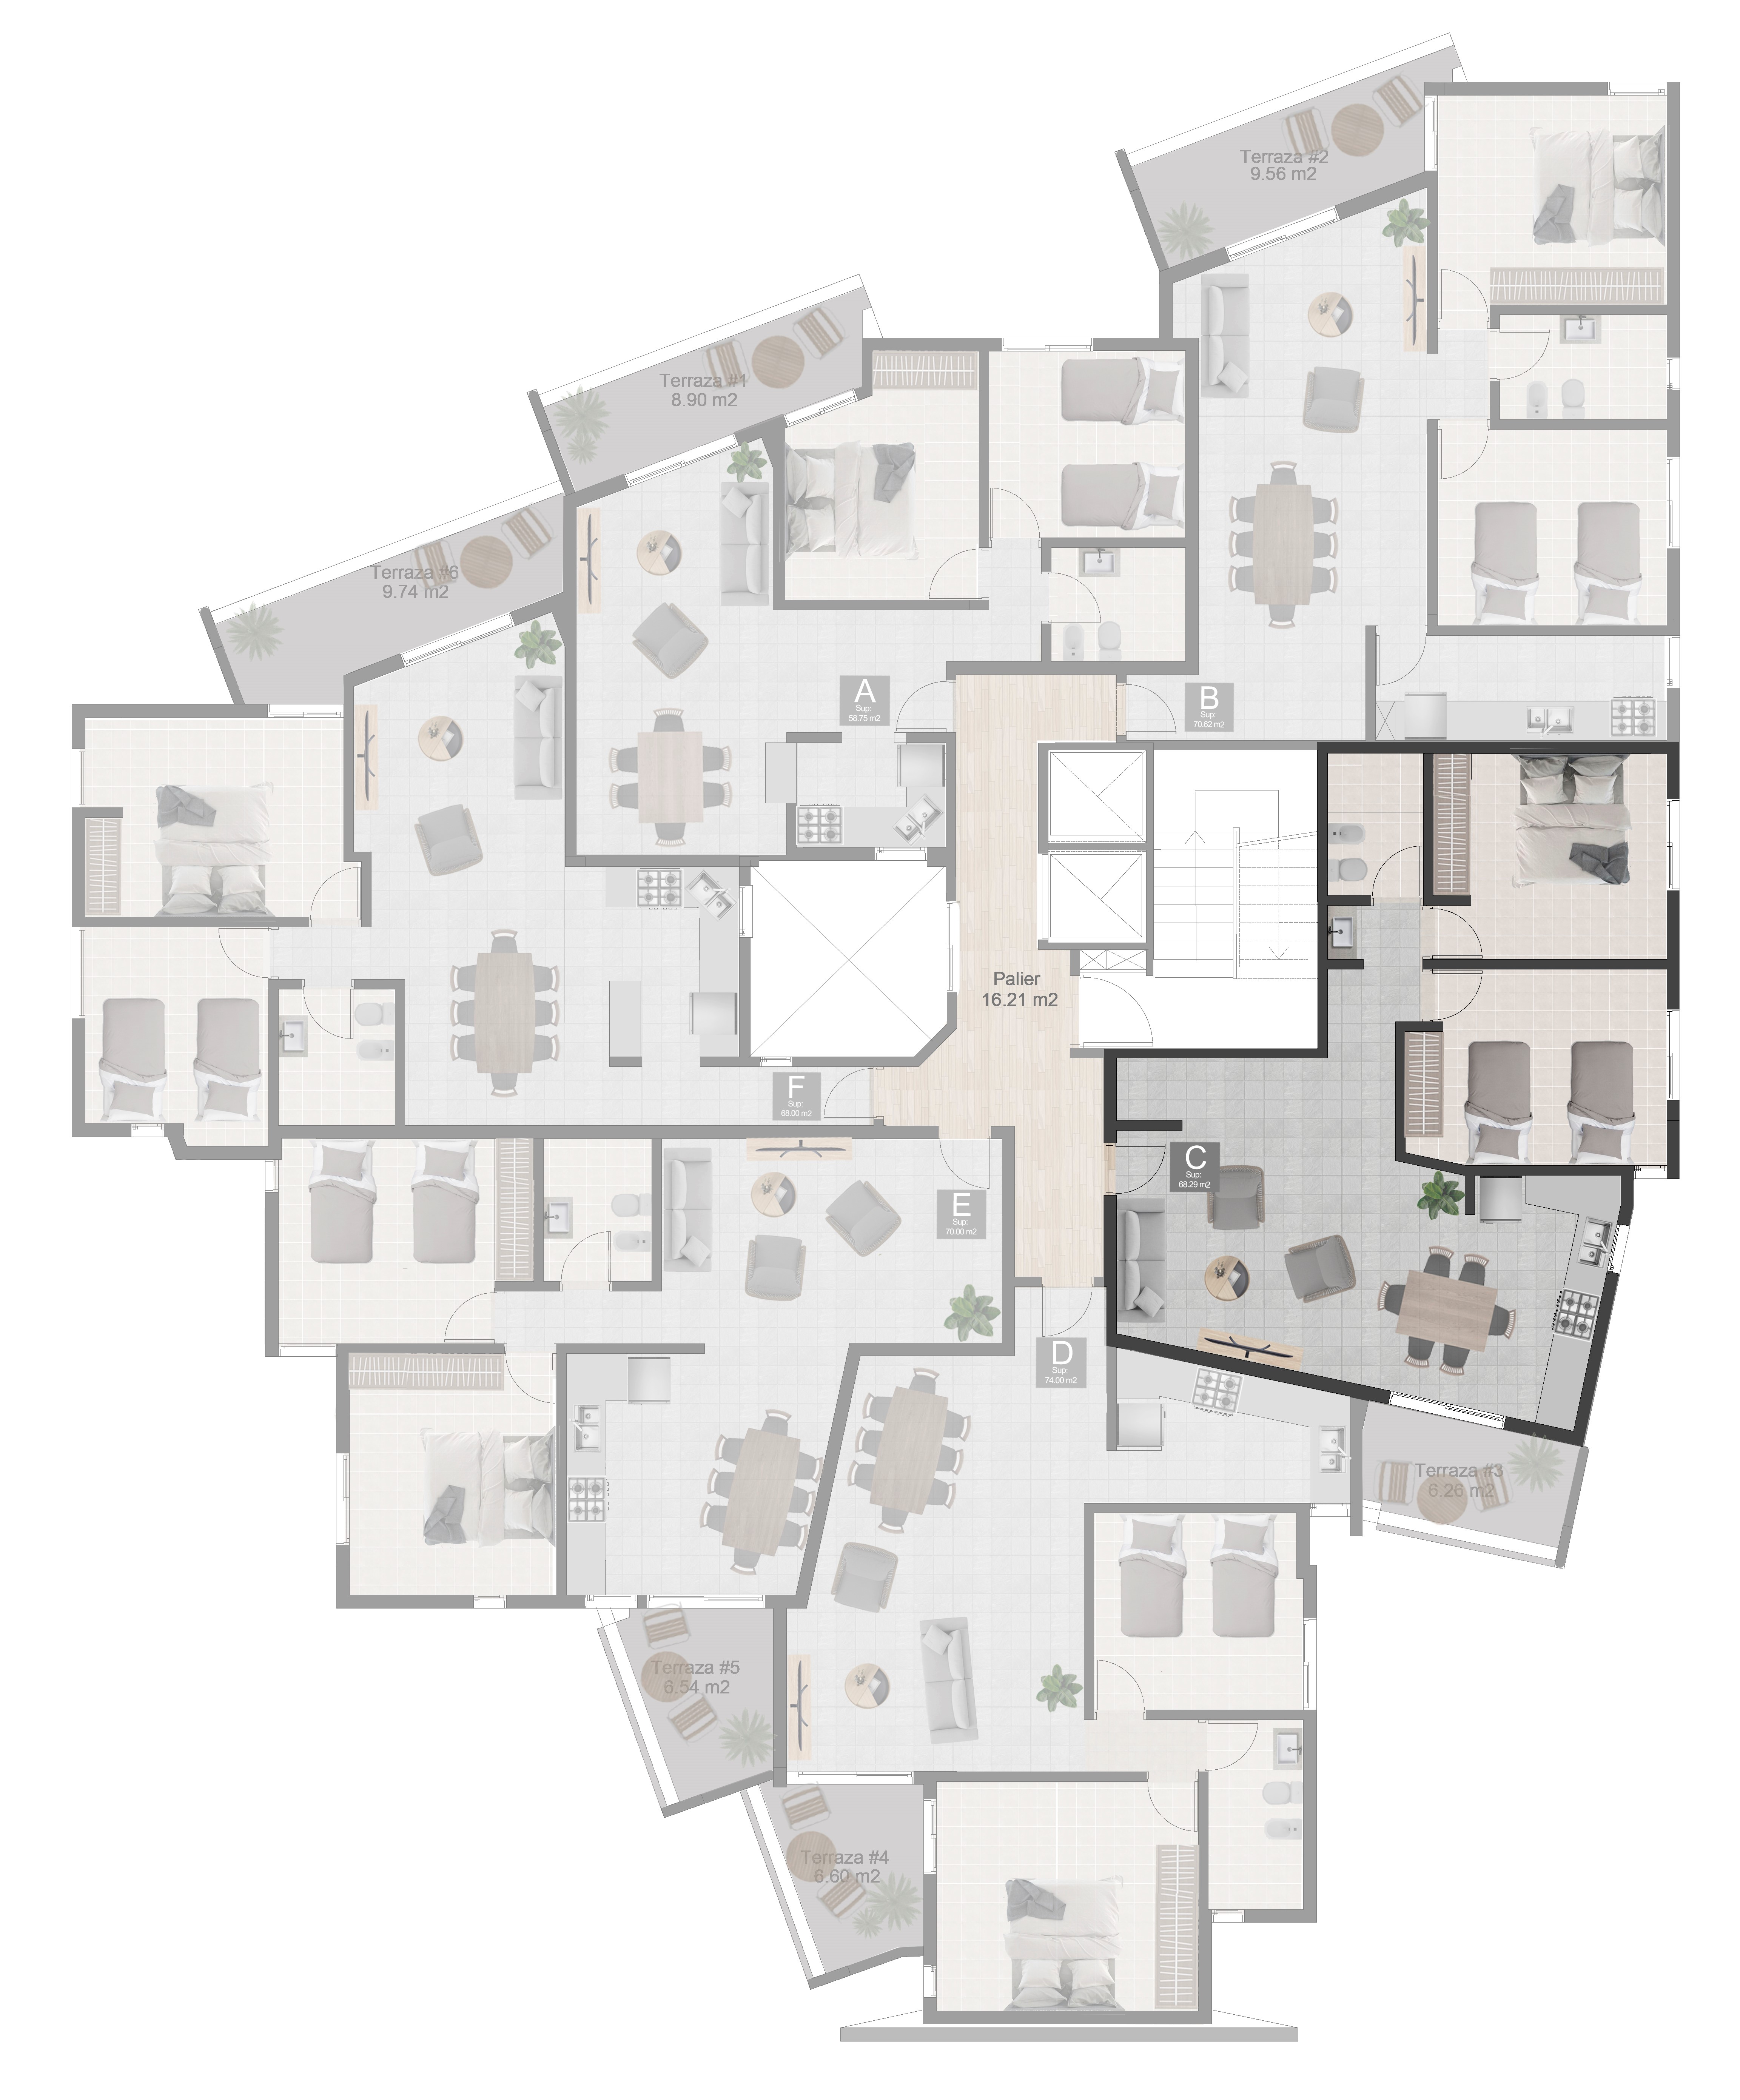 Terraza #2
9.56 m2
Terraza #1
8.90 m2
Terraza #6
9.74 m2
A
Sup:
58.75 m2
B
Sup:
70.62 m2
Palier
16.21 m2
F
Sup:
68.00 m2
C
Sup:
68.29 m2
E
Sup:
70.00 m2
D
Sup:
74.00 m2
Terraza #3
6.26 m2
Terraza #5
6.54 m2
Terraza #4
6.60 m2